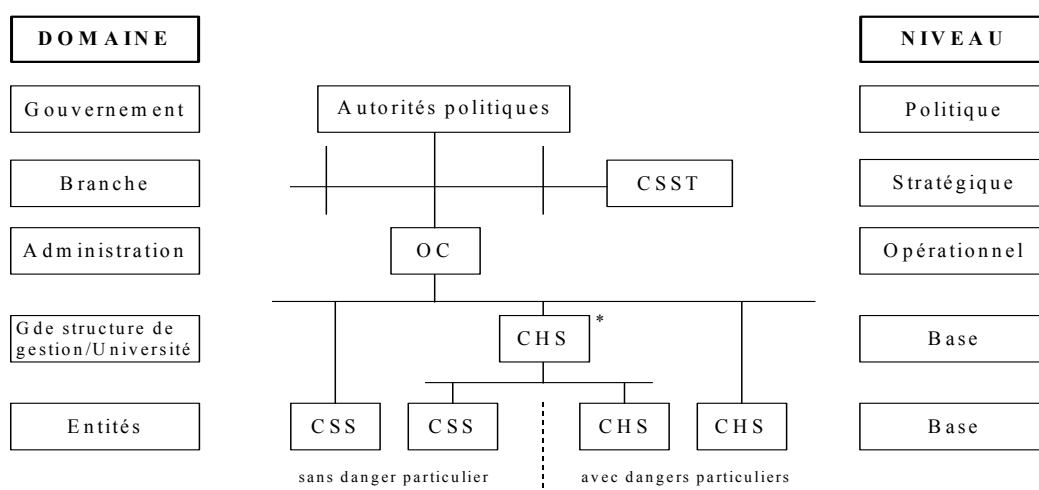 DOMAINE
NIVEAU
Gouvernement
Autorités politiques
Politique
Branche
CSST
Stratégique
Administration
OC
Opérationnel
Gde structure de
gestion/Université
CHS *
Base
Entités
CSS
CSS
CHS
CHS
Base
sans danger particulier
avec dangers particuliers